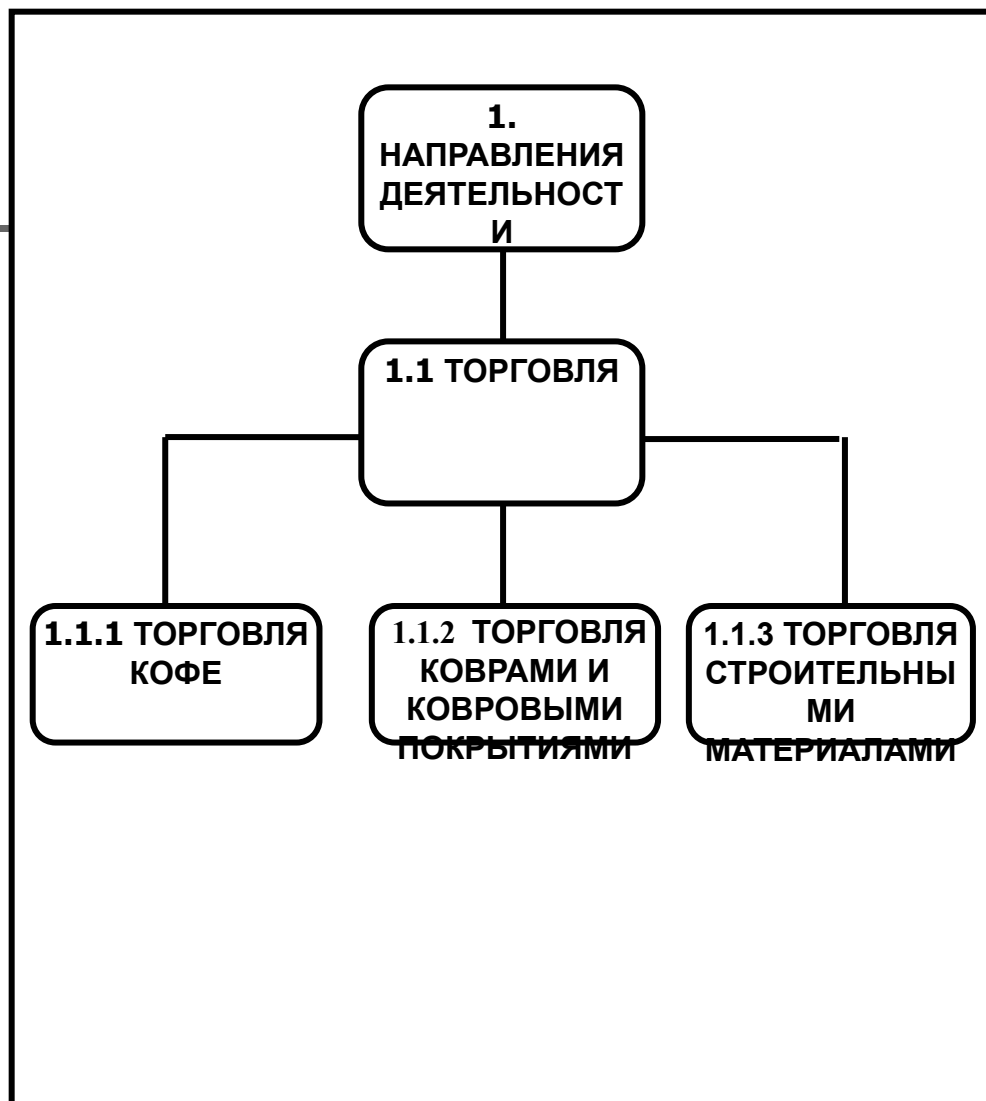 1.
НАПРАВЛЕНИЯ
ДЕЯТЕЛЬНОСТ
И
1.1 ТОРГОВЛЯ
1.1.1 ТОРГОВЛЯ
КОФЕ
1.1.2 ТОРГОВЛЯ
КОВРАМИ И
КОВРОВЫМИ
ПОКРЫТИЯМИ
1.1.3 ТОРГОВЛЯ
СТРОИТЕЛЬНЫ
МИ
МАТЕРИАЛАМИ